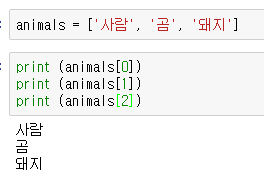 animals = ['사람', '곰', '돼지']
print (animals[0])
print (animals[1])
print (animals[2])
사람
곰
돼지